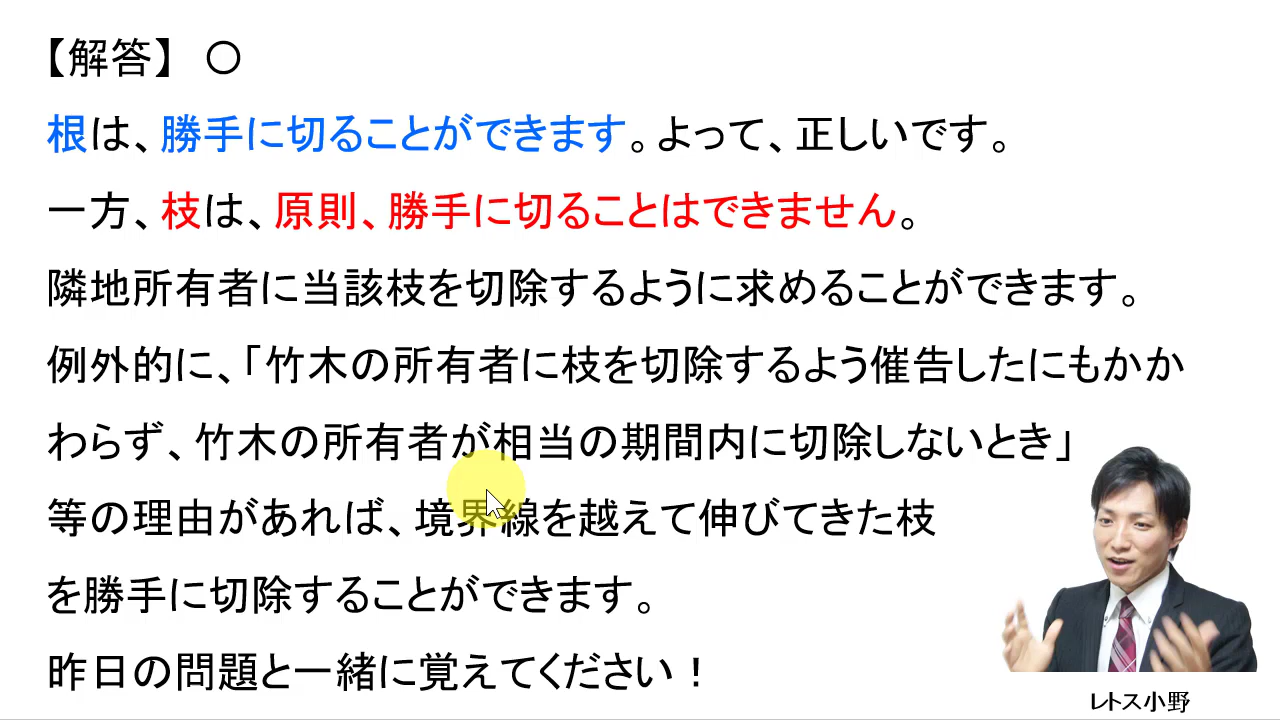 【解答】 〇
根は、勝手に切ることができます。よって、正しいです。
一方、枝は、原則、勝手に切ることはできません。
隣地所有者に当該枝を切除するように求めることができます。
例外的に、「竹木の所有者に枝を切除するよう催告したにもかか
わらず、竹木の所有者が相当の期間内に切除しないとき」
等の理由があれば、境界線を越えて伸びてきた枝
を勝手に切除することができます。
昨日の問題と一緒に覚えてください！
レトス小野